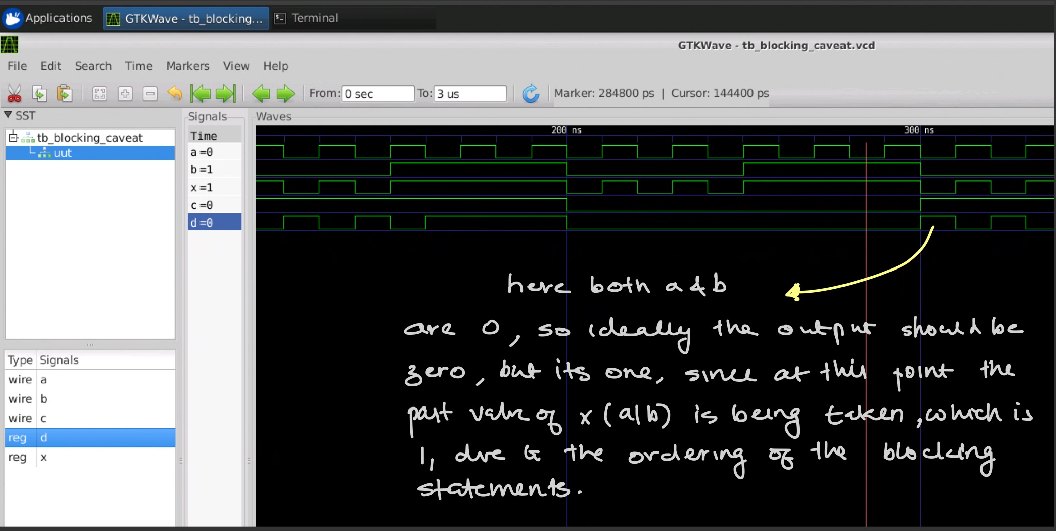 Applications
GTKWave - tb_blocking...
Terminal
GTKWave - tb_blocking_caveat.vcd
File Edit Search Time Markers View Help
From: 0 sec To: 3 us Marker: 284800 ps | Cursor: 144400 ps
SST
tb_blocking_caveat
uut
Type Signals
wire a
wire b
wire c
reg d
reg x
Signals
Time
a=0
b=1
x=1
c=0
d=0
Waves
200 ns 300 ns
here both a & b
are 0, so ideally the output should be
zero, but its one, since at this point the
past value of x (a|b) is being taken, which is
1, due to the ordering of the blocking
statements.